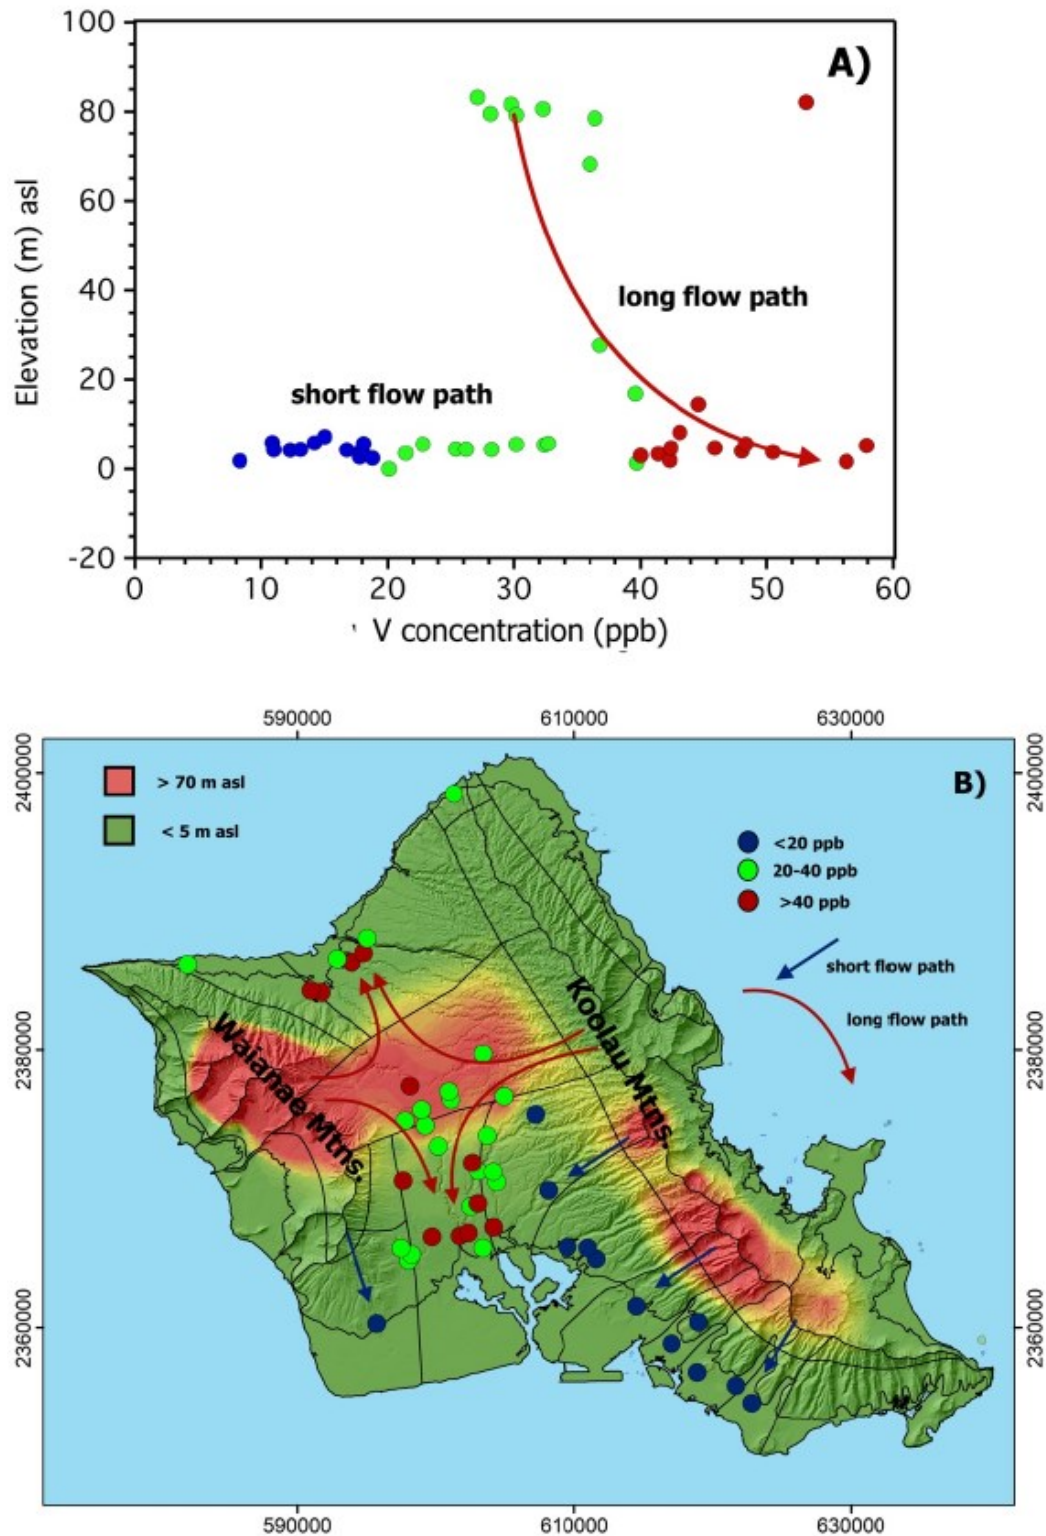 A)
100
80
60
40
20
0
-20
Elevation (m) asl
long flow path
short flow path
0 10 20 30 40 50 60
V concentration (ppb)
590000 610000 630000
2400000
2380000
2360000
B)
> 70 m asl
< 5 m asl
<20 ppb
20-40 ppb
>40 ppb
short flow path
long flow path
Waianae Mtns.
Koolau Mtns.
2400000
2380000
2360000
590000 610000 630000